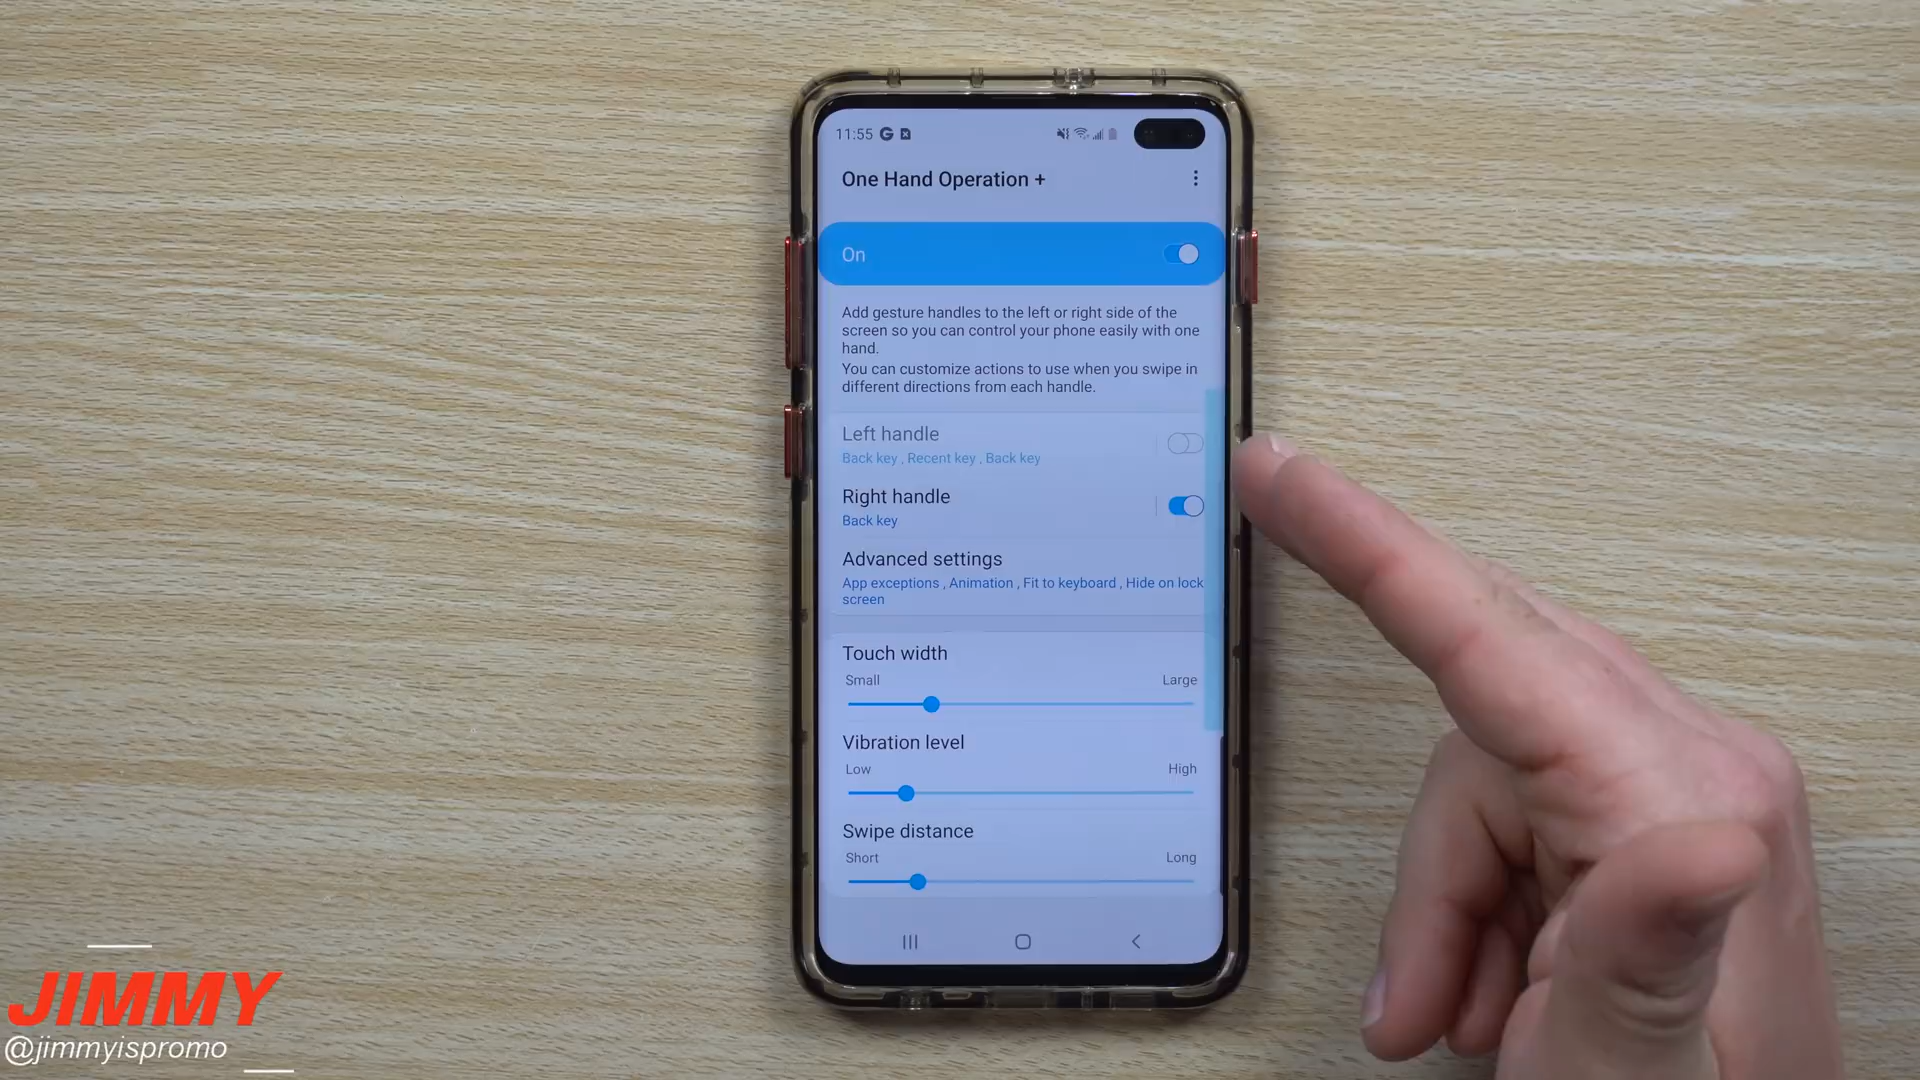 11:55
One Hand Operation +
On
Add gesture handles to the left or right side of the
screen so you can control your phone easily with one
hand.
You can customize actions to use when you swipe in
different directions from each handle.
Left handle
Back key , Recent key , Back key
Right handle
Back key
Advanced settings
App exceptions , Animation , Fit to keyboard , Hide on lock
screen
Touch width
Small Large
Vibration level
Low High
Swipe distance
Short Long
JIMMY
@jimmyispromo